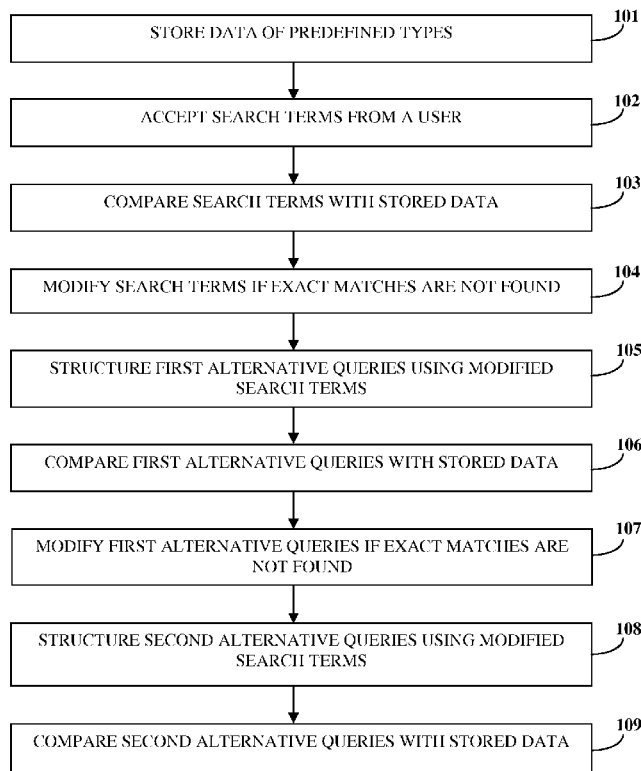 101
STORE DATA OF PREDEFINED TYPES
102
ACCEPT SEARCH TERMS FROM A USER
103
COMPARE SEARCH TERMS WITH STORED DATA
104
MODIFY SEARCH TERMS IF EXACT MATCHES ARE NOT FOUND
105
STRUCTURE FIRST ALTERNATIVE QUERIES USING MODIFIED
SEARCH TERMS
106
COMPARE FIRST ALTERNATIVE QUERIES WITH STORED DATA
107
MODIFY FIRST ALTERNATIVE QUERIES IF EXACT MATCHES ARE
NOT FOUND
108
STRUCTURE SECOND ALTERNATIVE QUERIES USING MODIFIED
SEARCH TERMS
109
COMPARE SECOND ALTERNATIVE QUERIES WITH STORED DATA